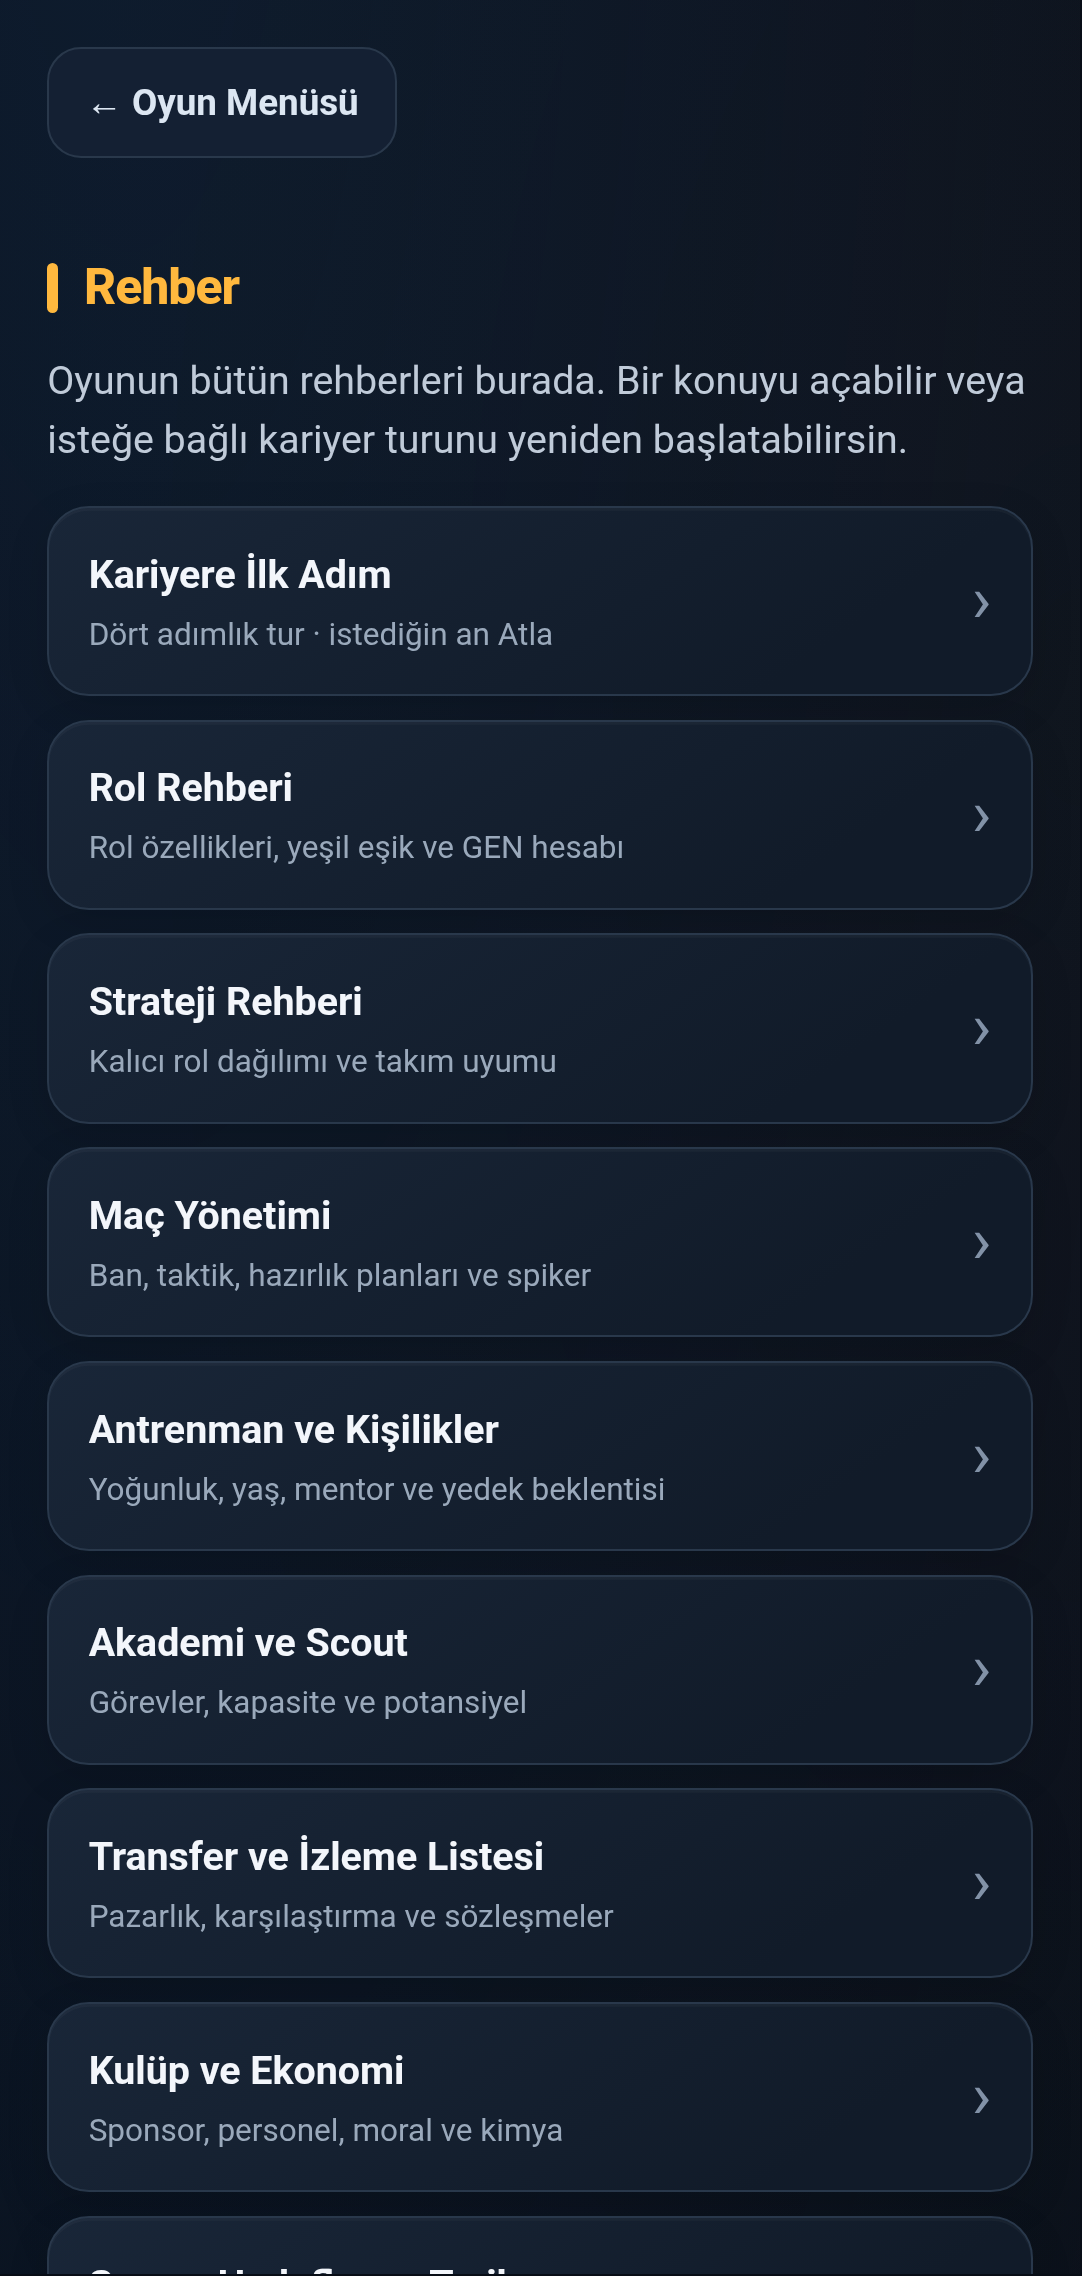 ← Oyun Menüsü
Rehber
Oyunun bütün rehberleri burada. Bir konuyu açabilir veya
isteğe bağlı kariyer turunu yeniden başlatabilirsin.
Kariyere İlk Adım
Dört adımlık tur · istediğin an Atla
Rol Rehberi
Rol özellikleri, yeşil eşik ve GEN hesabı
Strateji Rehberi
Kalıcı rol dağılımı ve takım uyumu
Maç Yönetimi
Ban, taktik, hazırlık planları ve spiker
Antrenman ve Kişilikler
Yoğunluk, yaş, mentor ve yedek beklentisi
Akademi ve Scout
Görevler, kapasite ve potansiyel
Transfer ve İzleme Listesi
Pazarlık, karşılaştırma ve sözleşmeler
Kulüp ve Ekonomi
Sponsor, personel, moral ve kimya